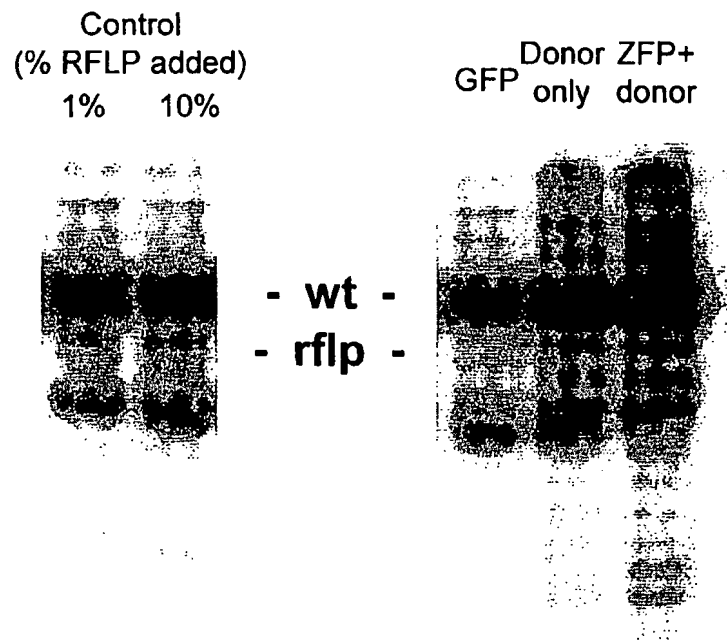 Control
(% RFLP added)
1% 10%
GFP Donor only ZFP+ donor
- wt -
- rflp -